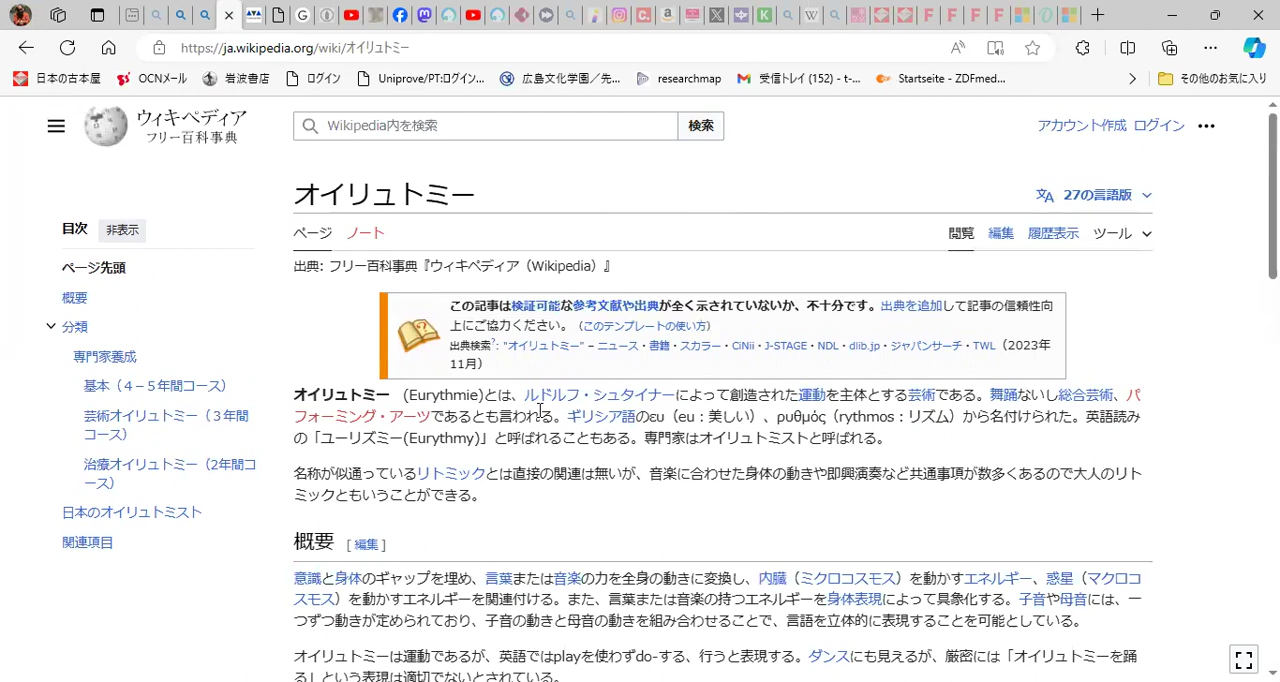 https://ja.wikipedia.org/wiki/オイリュトミー
日本の古本屋 OCNメール 岩波書店 ログイン Uniprove/PT:ログイン... 広島文化学園／先... researchmap 受信トレイ (152) - t-... Startseite - ZDFmed... その他のお気に入り
ウィキペディア
フリー百科事典
Wikipedia内を検索 検索
アカウント作成 ログイン
オイリュトミー
27の言語版
目次 非表示
ページ先頭
概要
分類
専門家養成
基本（４－５年間コース）
芸術オイリュトミー（３年間
コース）
治療オイリュトミー（2年間コ
ース）
日本のオイリュトミスト
関連項目
ページ ノート 閲覧 編集 履歴表示 ツール
出典: フリー百科事典『ウィキペディア（Wikipedia）』
この記事は検証可能な参考文献や出典が全く示されていないか、不十分です。出典を追加して記事の信頼性向
上にご協力ください。（このテンプレートの使い方）
出典検索?: "オイリュトミー" – ニュース・書籍・スカラー・CiNii・J-STAGE・NDL・dlib.jp・ジャパンサーチ・TWL（2023年
11月）
オイリュトミー　(Eurythmie)とは、ルドルフ・シュタイナーによって創造された運動を主体とする芸術である。舞踊ないし総合芸術、パ
フォーミング・アーツであるとも言われる。ギリシア語のευ（eu：美しい）、ρυθμός（rythmos：リズム）から名付けられた。英語読み
の「ユーリズミー(Eurythmy)」と呼ばれることもある。専門家はオイリュトミストと呼ばれる。
名称が似通っているリトミックとは直接の関連は無いが、音楽に合わせた身体の動きや即興演奏など共通事項が数多くあるので大人のリト
ミックともいうことができる。
概要 [編集]
意識と身体のギャップを埋め、言葉または音楽の力を全身の動きに変換し、内臓（ミクロコスモス）を動かすエネルギー、惑星（マクロコ
スモス）を動かすエネルギーを関連付ける。また、言葉または音楽の持つエネルギーを身体表現によって具象化する。子音や母音には、一
つずつ動きが定められており、子音の動きと母音の動きを組み合わせることで、言語を立体的に表現することを可能としている。
オイリュトミーは運動であるが、英語ではplayを使わずdo-する、行うと表現する。ダンスにも見えるが、厳密には「オイリュトミーを踊
る」という表現は適切でないとされている。